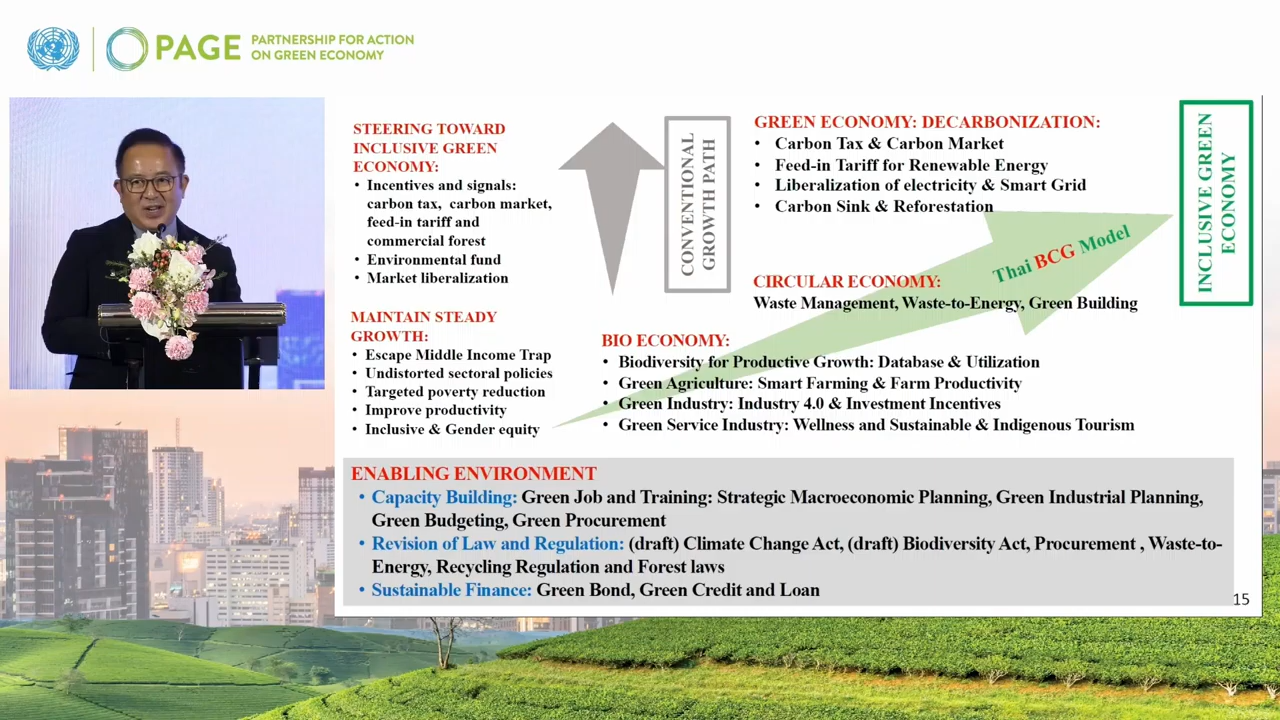 PAGE
PARTNERSHIP FOR ACTION
ON GREEN ECONOMY
STEERING TOWARD
INCLUSIVE GREEN
ECONOMY:
• Incentives and signals:
carbon tax, carbon market,
feed-in tariff and
commercial forest
• Environmental fund
• Market liberalization
MAINTAIN STEADY
GROWTH:
• Escape Middle Income Trap
• Undistorted sectoral policies
• Targeted poverty reduction
• Improve productivity
• Inclusive & Gender equity
CONVENTIONAL
GROWTH PATH
GREEN ECONOMY: DECARBONIZATION:
• Carbon Tax & Carbon Market
• Feed-in Tariff for Renewable Energy
• Liberalization of electricity & Smart Grid
• Carbon Sink & Reforestation
Thai BCG Model
INCLUSIVE GREEN
ECONOMY
CIRCULAR ECONOMY:
Waste Management, Waste-to-Energy, Green Building
BIO ECONOMY:
• Biodiversity for Productive Growth: Database & Utilization
• Green Agriculture: Smart Farming & Farm Productivity
• Green Industry: Industry 4.0 & Investment Incentives
• Green Service Industry: Wellness and Sustainable & Indigenous Tourism
ENABLING ENVIRONMENT
• Capacity Building: Green Job and Training: Strategic Macroeconomic Planning, Green Industrial Planning,
Green Budgeting, Green Procurement
• Revision of Law and Regulation: (draft) Climate Change Act, (draft) Biodiversity Act, Procurement , Waste-to-
Energy, Recycling Regulation and Forest laws
• Sustainable Finance: Green Bond, Green Credit and Loan
15